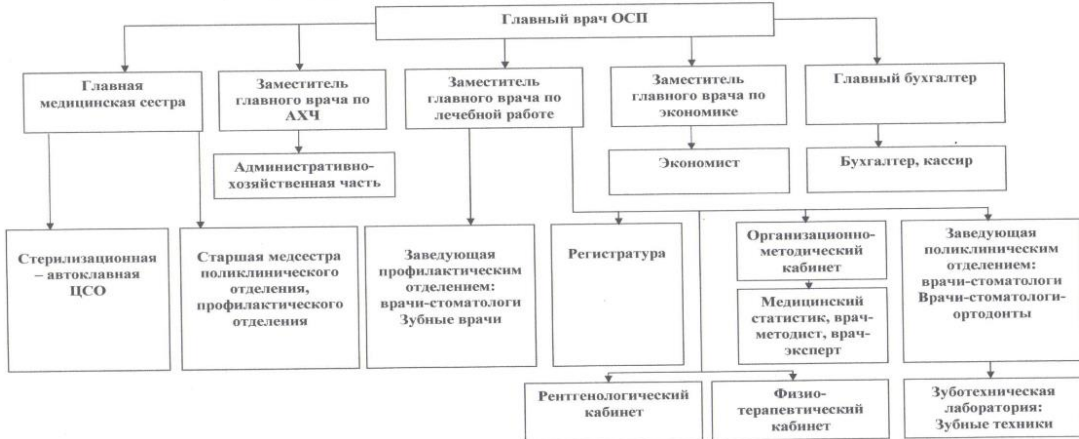 Главный врач ОСП
Главная
медицинская сестра
Заместитель
главного врача по
АХЧ
Заместитель
главного врача по
лечебной работе
Заместитель
главного врача по
экономике
Главный бухгалтер
Административно-
хозяйственная часть
Экономист
Бухгалтер, кассир
Стерилизационная
– автоклавная
ЦСО
Старшая медсестра
поликлинического
отделения,
профилактического
отделения
Заведующая
профилактическим
отделением:
врачи-стоматологи
Зубные врачи
Регистратура
Организационно-
методический
кабинет
Медицинский
статистик, врач-
методист, врач-
эксперт
Заведующая
поликлиническим
отделением:
врачи-стоматологи
Врачи-стоматологи-
ортодонты
Рентгенологический
кабинет
Физио-
терапевтический
кабинет
Зуботехническая
лаборатория:
Зубные техники